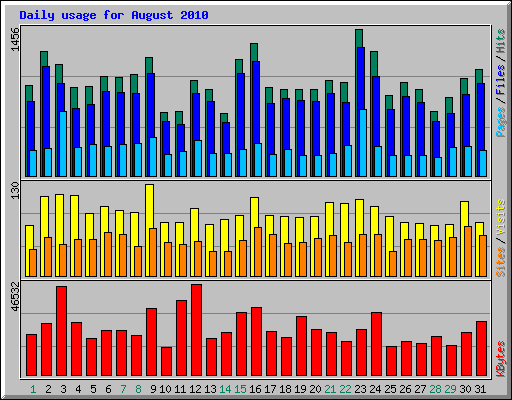 Daily usage for August 2010
1456
Pages / Files / Hits
130
Sites / Visits
46532
KBytes
1 2 3 4 5 6 7 8 9 10 11 12 13 14 15 16 17 18 19 20 21 22 23 24 25 26 27 28 29 30 31